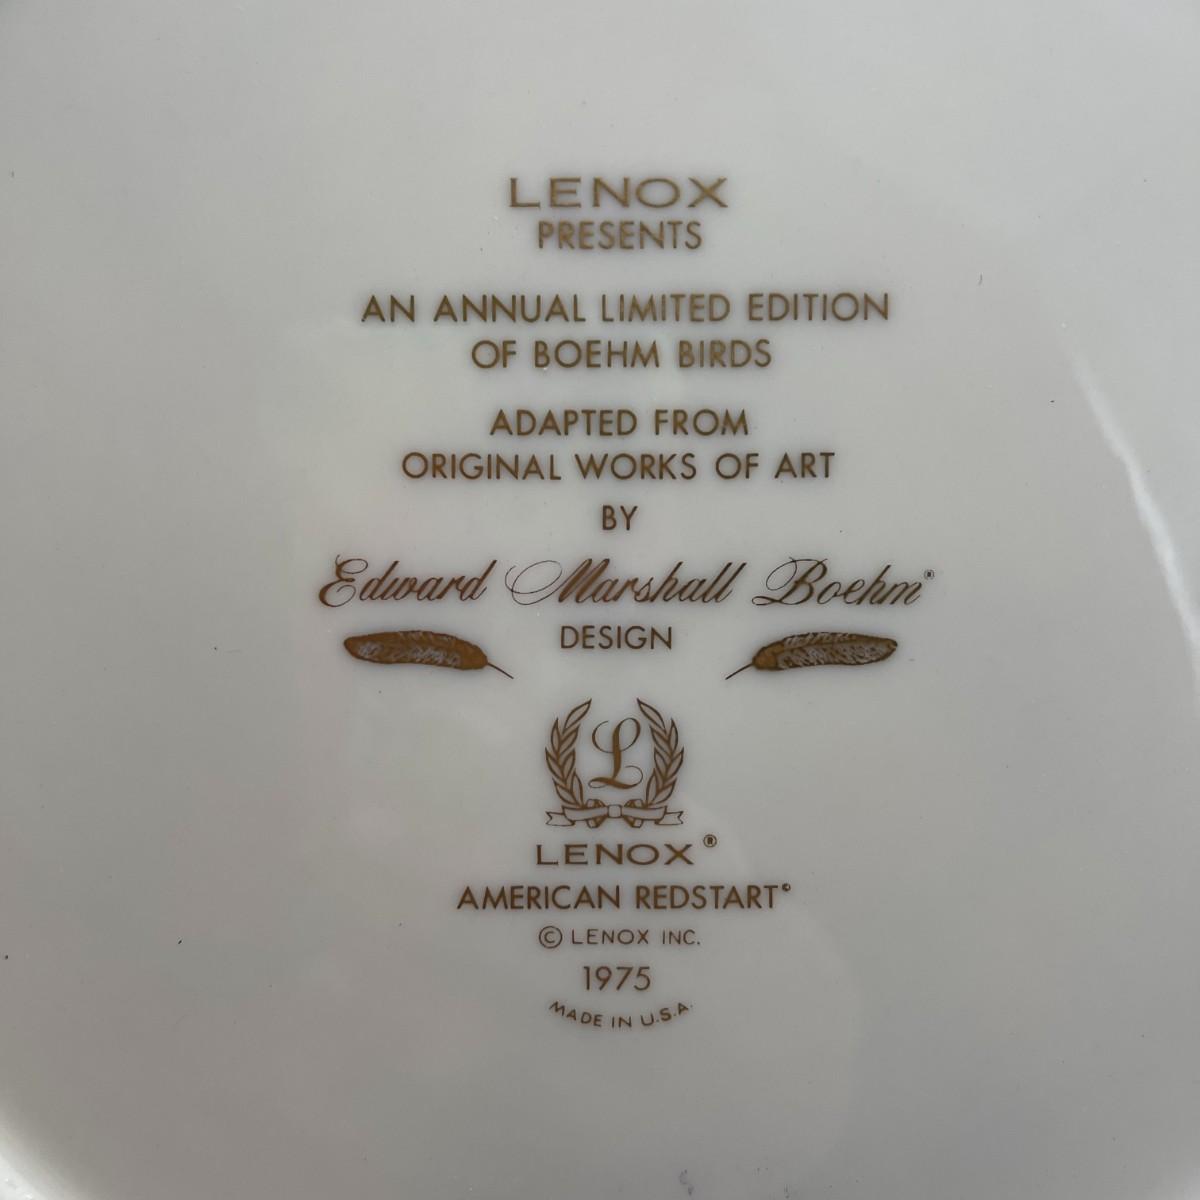 LENOX
PRESENTS
AN ANNUAL LIMITED EDITION
OF BOEHM BIRDS
ADAPTED FROM
ORIGINAL WORKS OF ART
BY
Edward Marshall Boehm®
DESIGN
L
LENOX®
AMERICAN REDSTART©
© LENOX INC.
1975
MADE IN U.S.A.